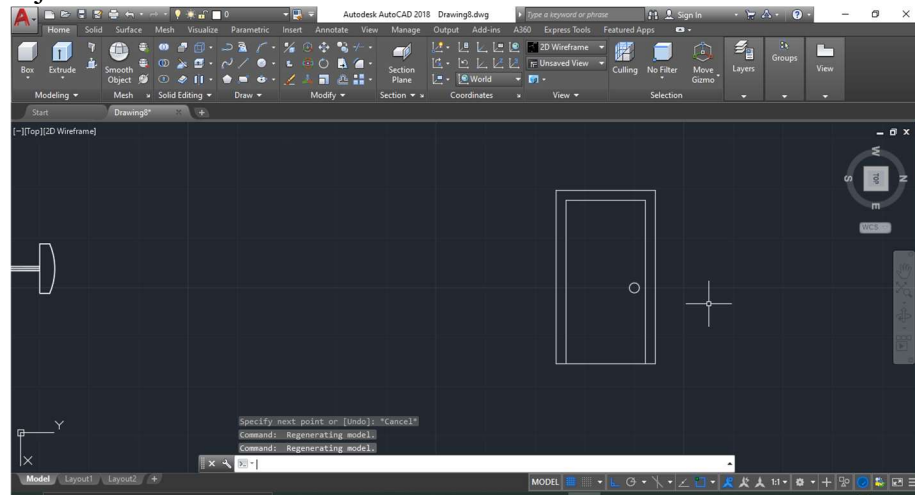 A Autodesk AutoCAD 2018 Drawing8.dwg Type a keyword or phrase Sign In
0
Home Solid Surface Mesh Visualize Parametric Insert Annotate View Manage Output Add-ins A360 Express Tools Featured Apps
Box Extrude Smooth Object Section Plane World 2D Wireframe Unsaved View Culling No Filter Move Gizmo Layers Groups View
Modeling Mesh Solid Editing Draw Modify Section Coordinates View Selection
Start Drawing8* +
[–][Top][2D Wireframe]
W
S TOP N
E
WCS
Specify next point or [Undo]: *Cancel*
Command: Regenerating model.
Command: Regenerating model.
Y
X
Model Layout1 Layout2 + MODEL 1:1